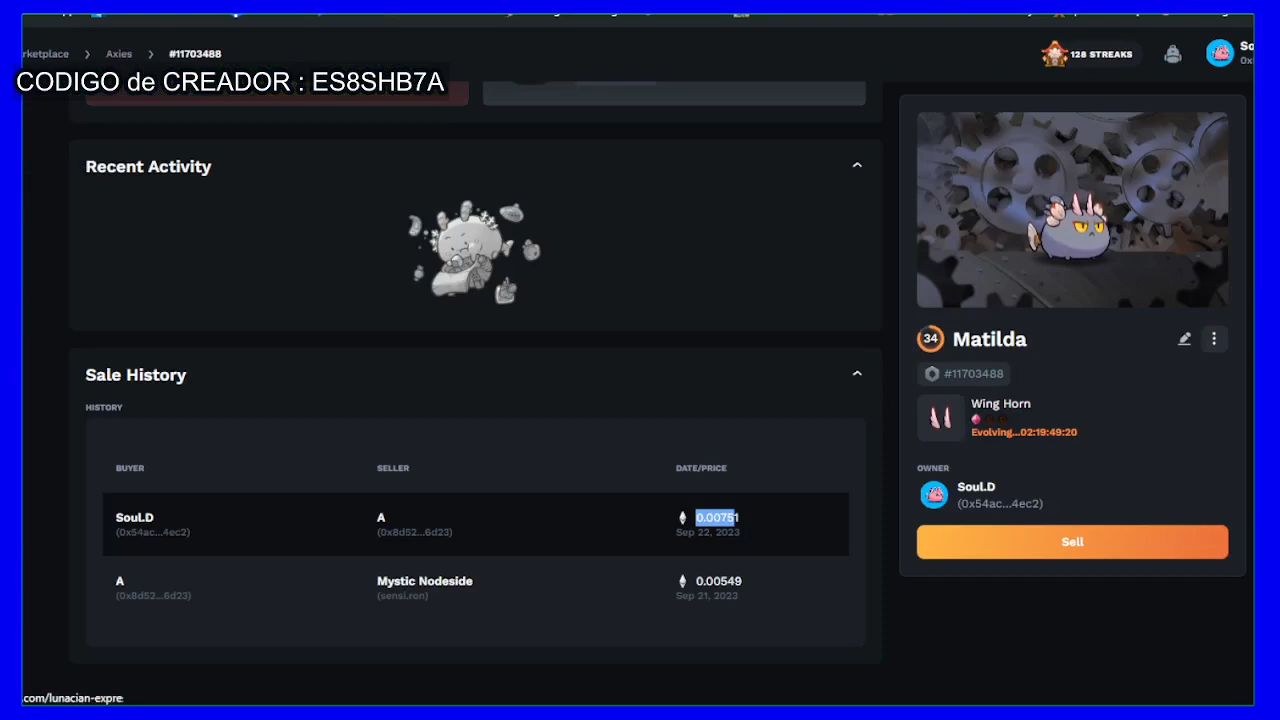 rketplace > Axies > #11703488
128 STREAKS
So
0x
CODIGO de CREADOR : ES8SHB7A
Recent Activity
Sale History
HISTORY
BUYER SELLER DATE/PRICE
Soul.D A 0.00751
(0x54ac...4ec2) (0x8d52...6d23) Sep 22, 2023
A Mystic Nodeside 0.00549
(0x8d52...6d23) (sensi.ron) Sep 21, 2023
34 Matilda
#11703488
Wing Horn
Evolving...02:19:49:20
OWNER
Soul.D
(0x54ac...4ec2)
Sell
.com/lunacian-expre